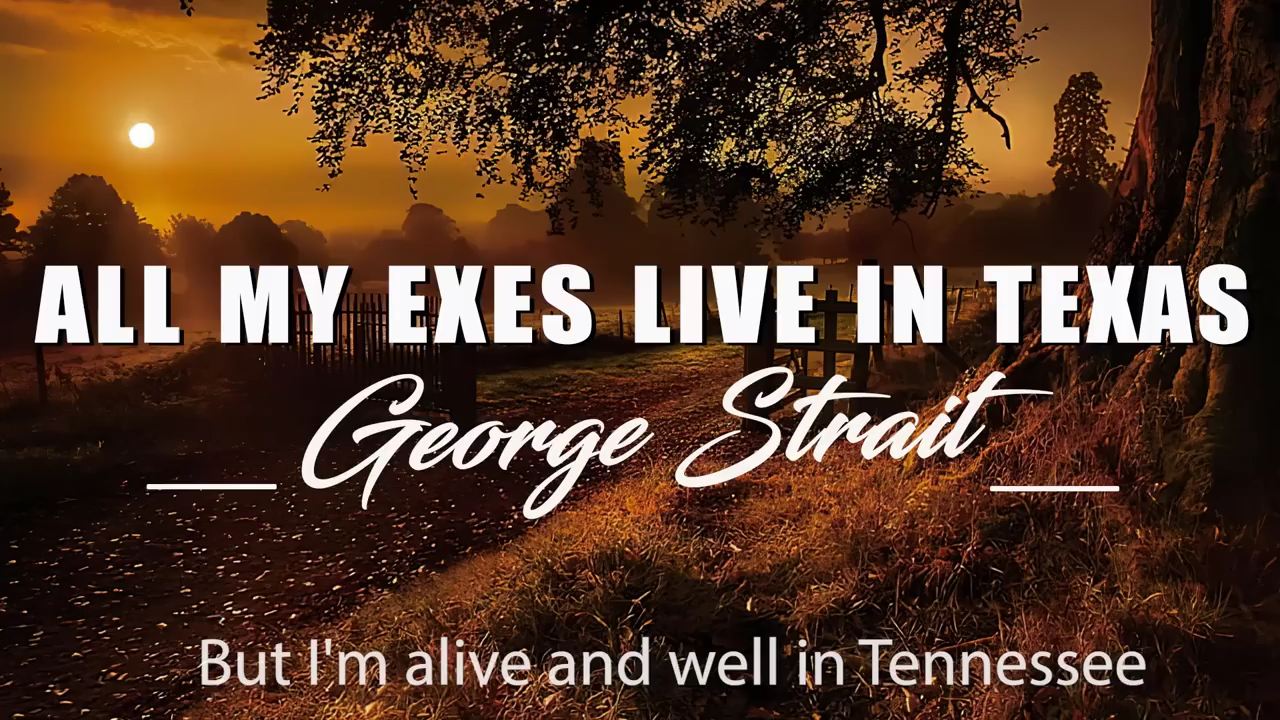 ALL MY EXES LIVE IN TEXAS
George Strait
But I'm alive and well in Tennessee